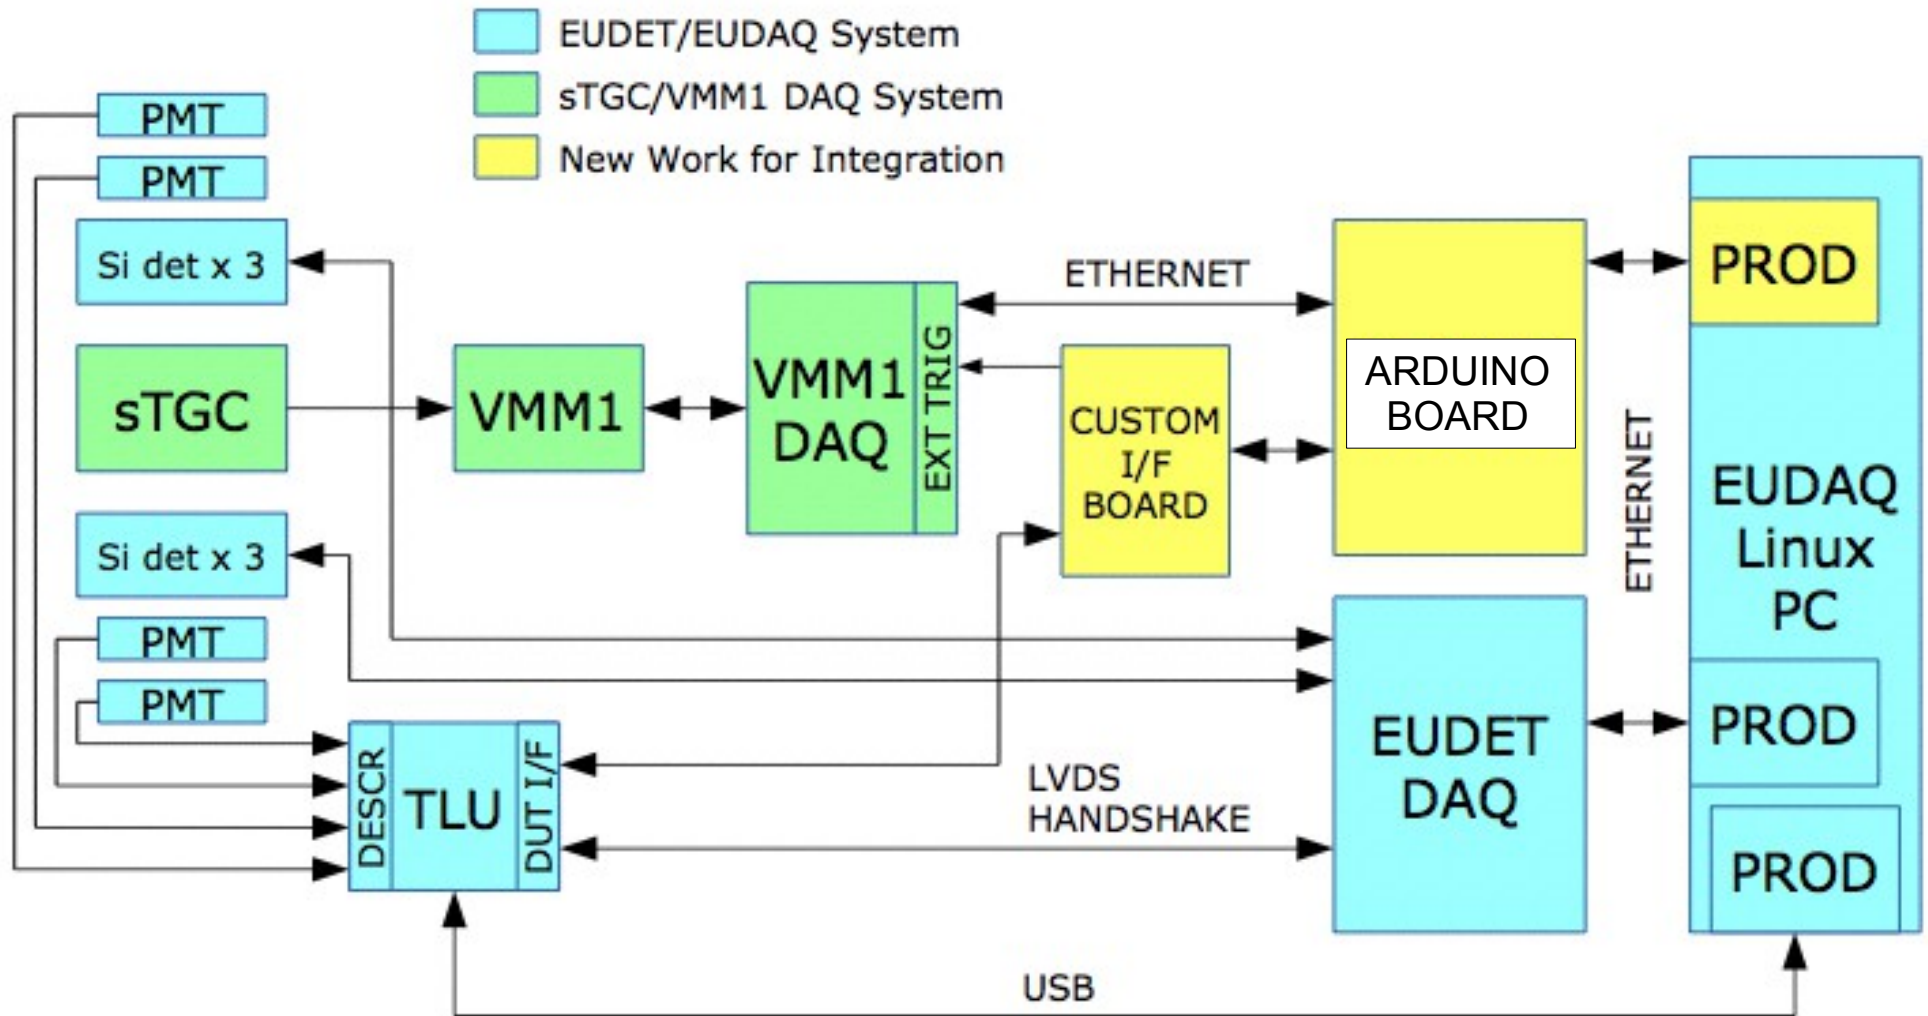 EUDET/EUDAQ System
sTGC/VMM1 DAQ System
New Work for Integration
PMT
PMT
Si det x 3
sTGC
Si det x 3
PMT
PMT
VMM1
VMM1
DAQ
EXT TRIG
ETHERNET
CUSTOM
I/F
BOARD
ARDUINO
BOARD
ETHERNET
PROD
EUDAQ
Linux
PC
PROD
PROD
DESCR
TLU
DUT I/F
LVDS
HANDSHAKE
EUDET
DAQ
USB